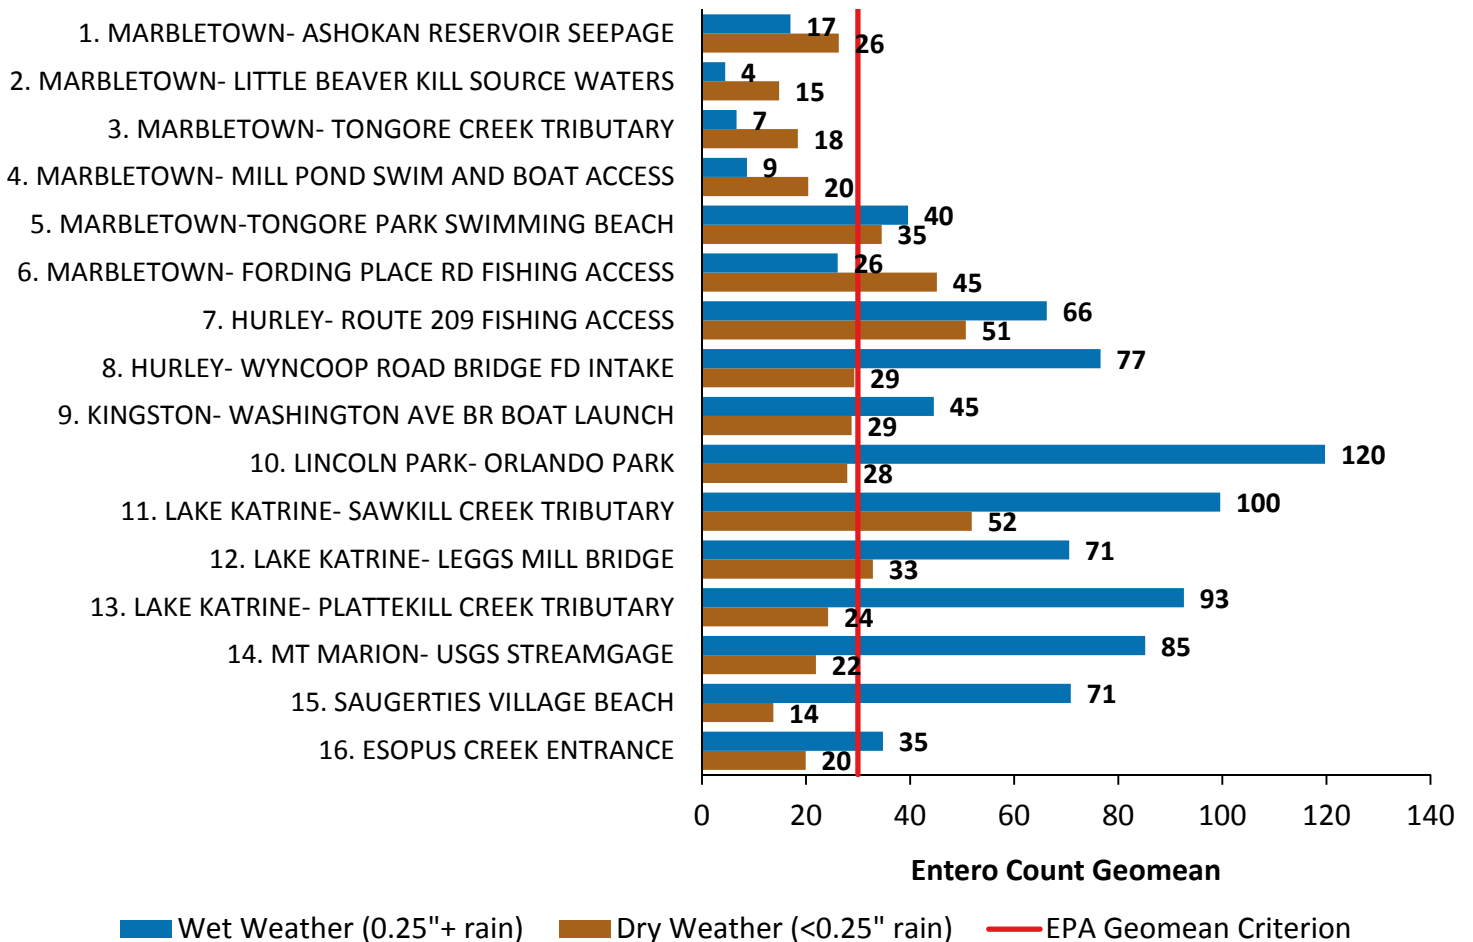 1. MARBLETOWN- ASHOKAN RESERVOIR SEEPAGE
17
26
2. MARBLETOWN- LITTLE BEAVER KILL SOURCE WATERS
4
15
3. MARBLETOWN- TONGORE CREEK TRIBUTARY
7
18
4. MARBLETOWN- MILL POND SWIM AND BOAT ACCESS
9
20
5. MARBLETOWN-TONGORE PARK SWIMMING BEACH
40
35
6. MARBLETOWN- FORDING PLACE RD FISHING ACCESS
26
45
7. HURLEY- ROUTE 209 FISHING ACCESS
66
51
8. HURLEY- WYNCOOP ROAD BRIDGE FD INTAKE
77
29
9. KINGSTON- WASHINGTON AVE BR BOAT LAUNCH
45
29
10. LINCOLN PARK- ORLANDO PARK
120
28
11. LAKE KATRINE- SAWKILL CREEK TRIBUTARY
100
52
12. LAKE KATRINE- LEGGS MILL BRIDGE
71
33
13. LAKE KATRINE- PLATTEKILL CREEK TRIBUTARY
93
24
14. MT MARION- USGS STREAMGAGE
85
22
15. SAUGERTIES VILLAGE BEACH
71
14
16. ESOPUS CREEK ENTRANCE
35
20
0 20 40 60 80 100 120 140
Entero Count Geomean
Wet Weather (0.25"+ rain) Dry Weather (<0.25" rain) EPA Geomean Criterion